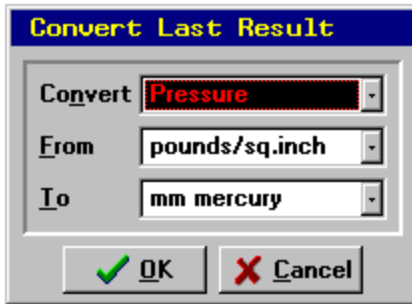 Convert Last Result
Convert Pressure
From pounds/sq.inch
To mm mercury
OK Cancel